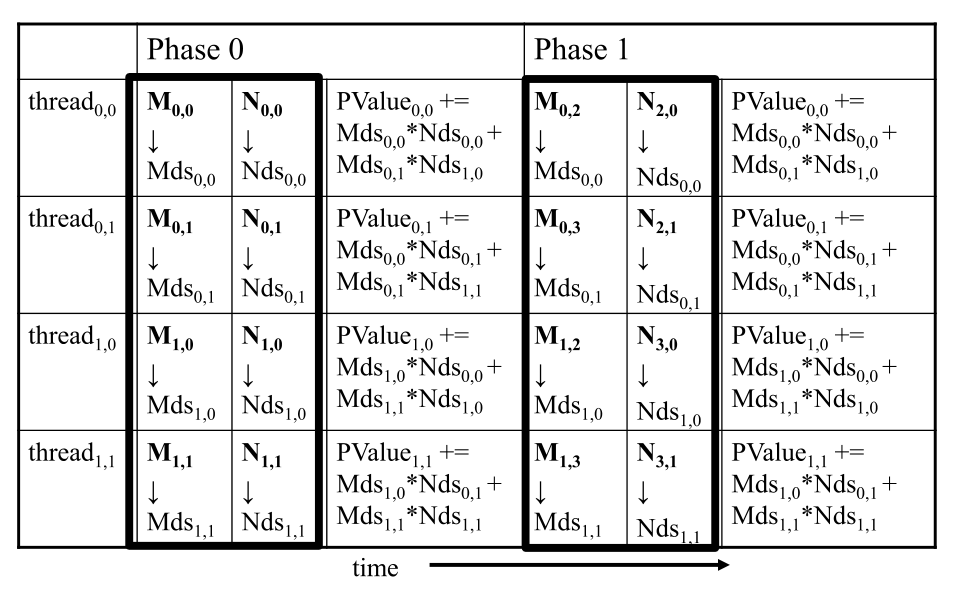 Phase 0 Phase 1
thread0,0 M0,0 N0,0 PValue0,0 += M0,2 N2,0 PValue0,0 +=
↓ ↓ Mds0,0*Nds0,0 + ↓ ↓ Mds0,0*Nds0,0 +
Mds0,0 Nds0,0 Mds0,1*Nds1,0 Mds0,0 Nds0,0 Mds0,1*Nds1,0
thread0,1 M0,1 N0,1 PValue0,1 += M0,3 N2,1 PValue0,1 +=
↓ ↓ Mds0,0*Nds0,1 + ↓ ↓ Mds0,0*Nds0,1 +
Mds0,1 Nds0,1 Mds0,1*Nds1,1 Mds0,1 Nds0,1 Mds0,1*Nds1,1
thread1,0 M1,0 N1,0 PValue1,0 += M1,2 N3,0 PValue1,0 +=
↓ ↓ Mds1,0*Nds0,0 + ↓ ↓ Mds1,0*Nds0,0 +
Mds1,0 Nds1,0 Mds1,1*Nds1,0 Mds1,0 Nds1,0 Mds1,1*Nds1,0
thread1,1 M1,1 N1,1 PValue1,1 += M1,3 N3,1 PValue1,1 +=
↓ ↓ Mds1,0*Nds0,1 + ↓ ↓ Mds1,0*Nds0,1 +
Mds1,1 Nds1,1 Mds1,1*Nds1,1 Mds1,1 Nds1,1 Mds1,1*Nds1,1
time